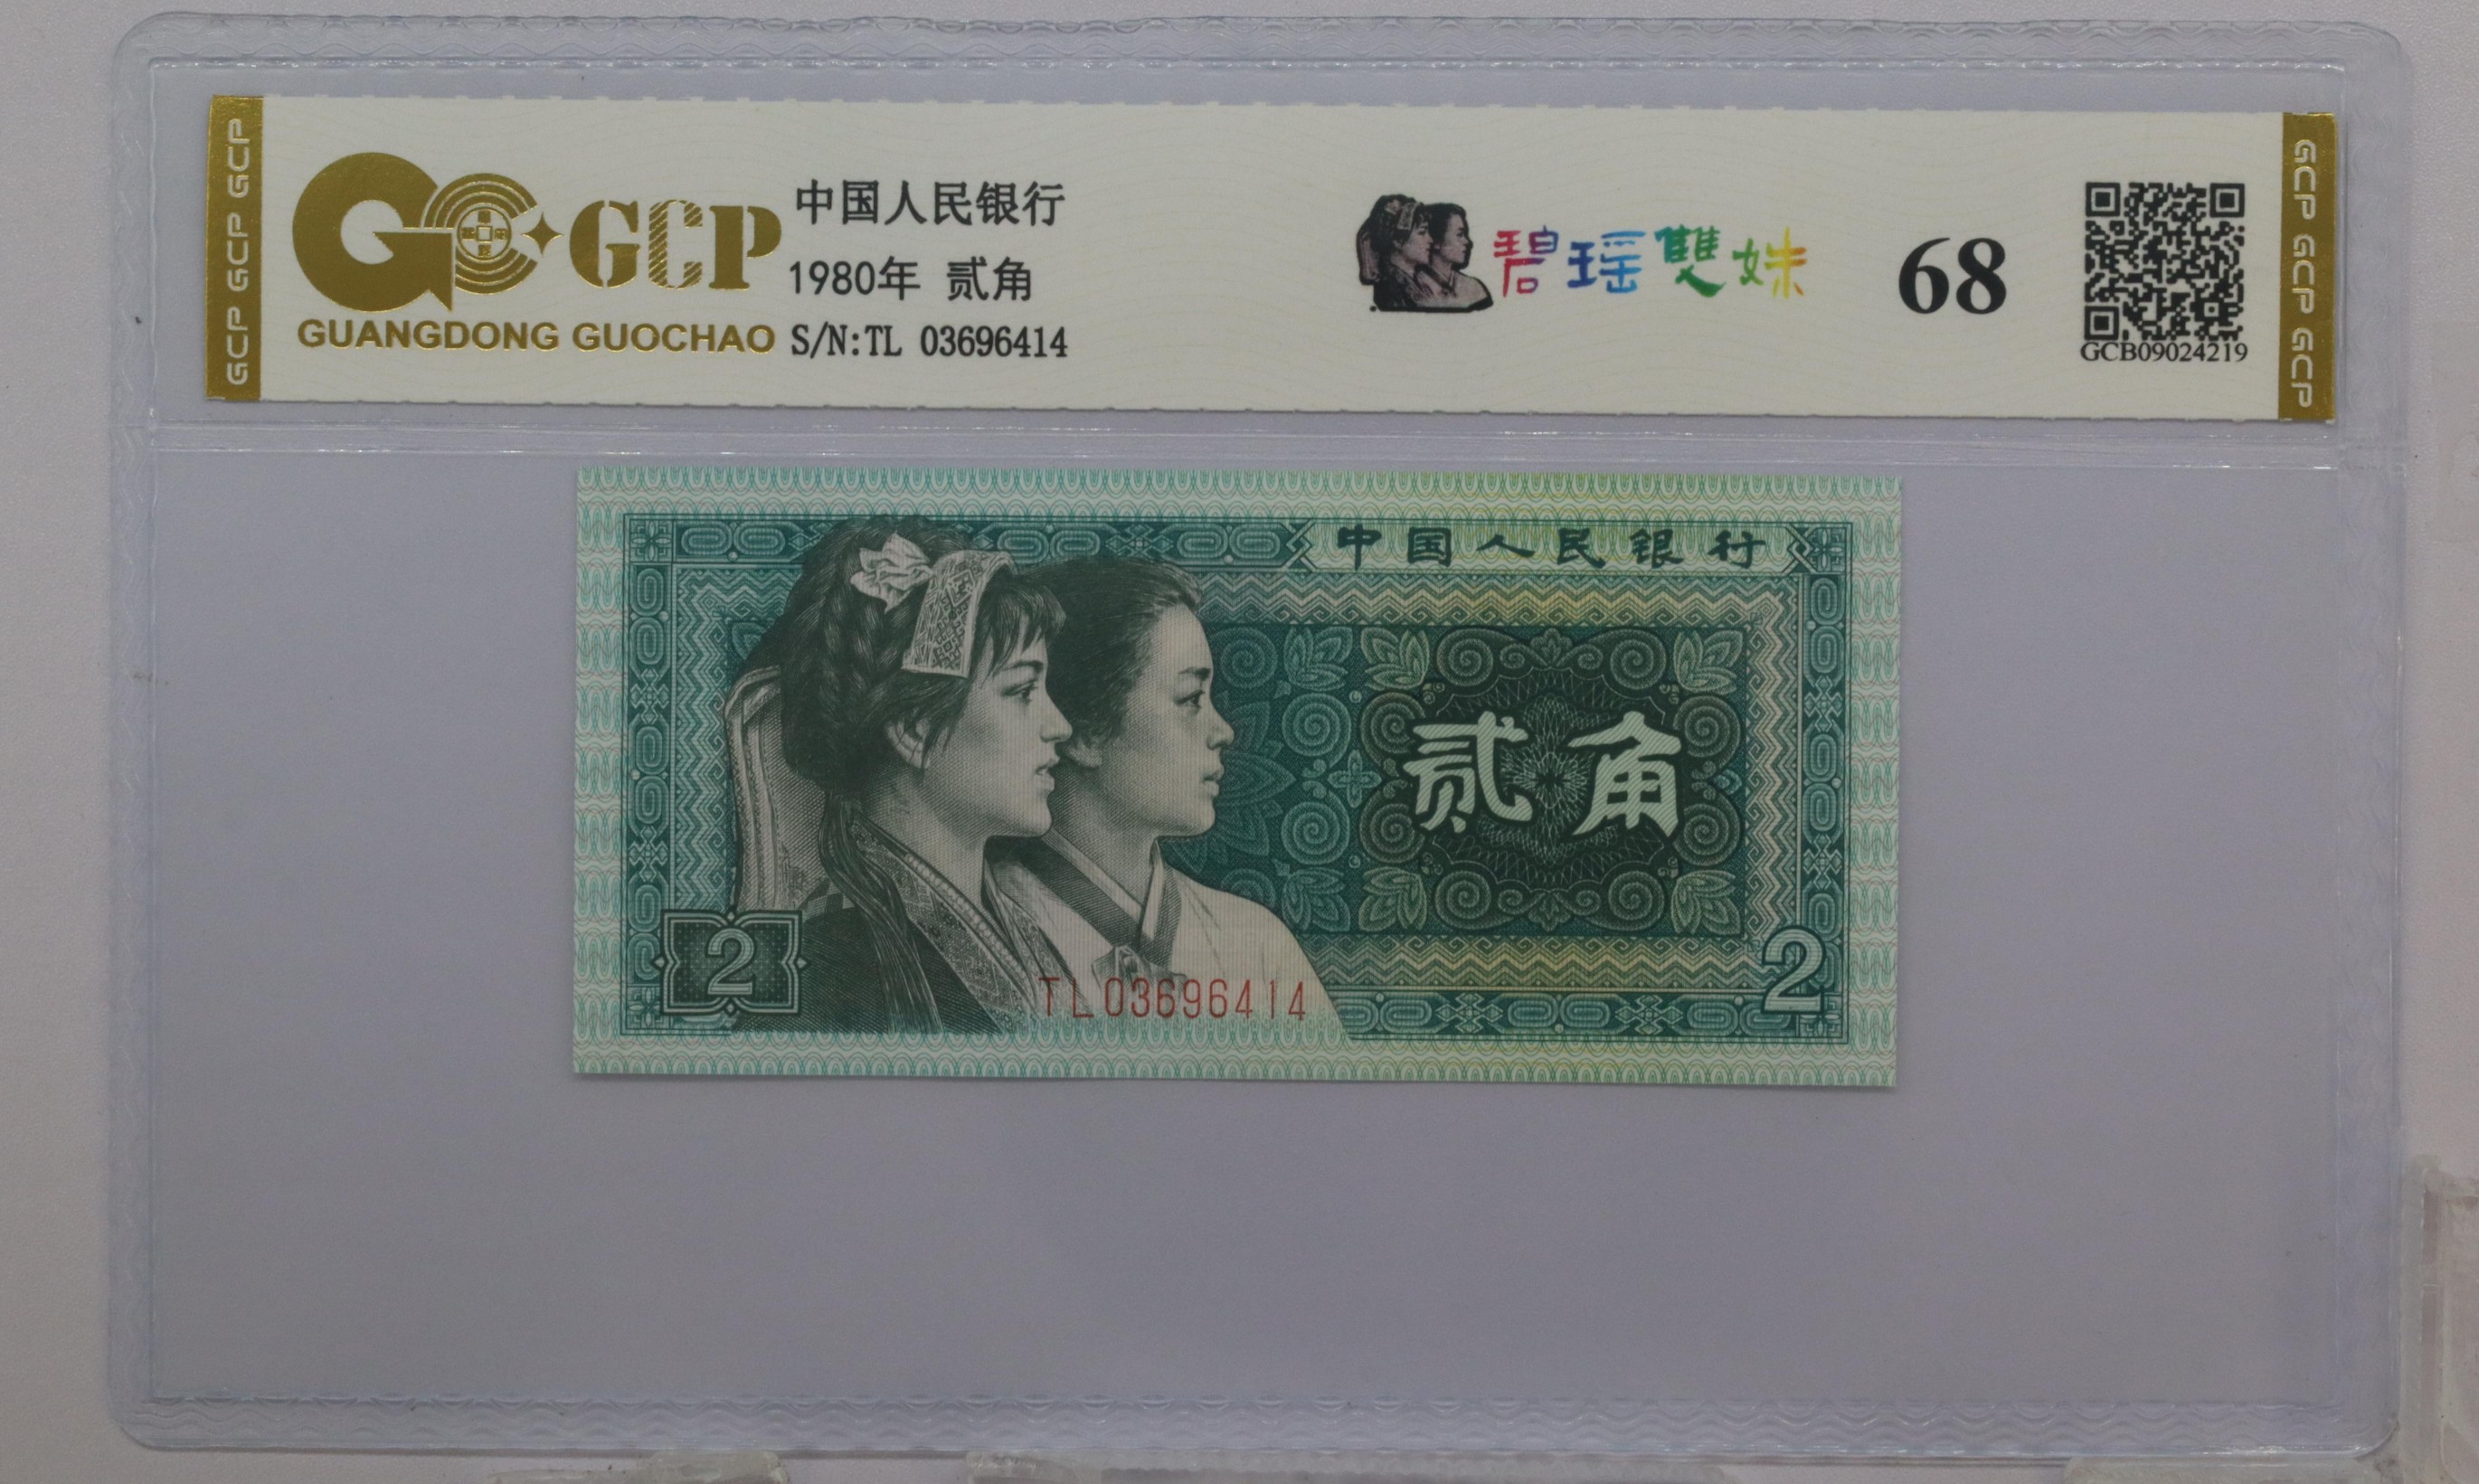 GCP GCP GCP
GCP
GUANGDONG GUOCHAO
中国人民银行
1980年 贰角
S/N:TL 03696414
碧瑶雙姝
68
GCB09024219
GCP GCP GCP
中国人民银行
贰角
2
TL03696414
2